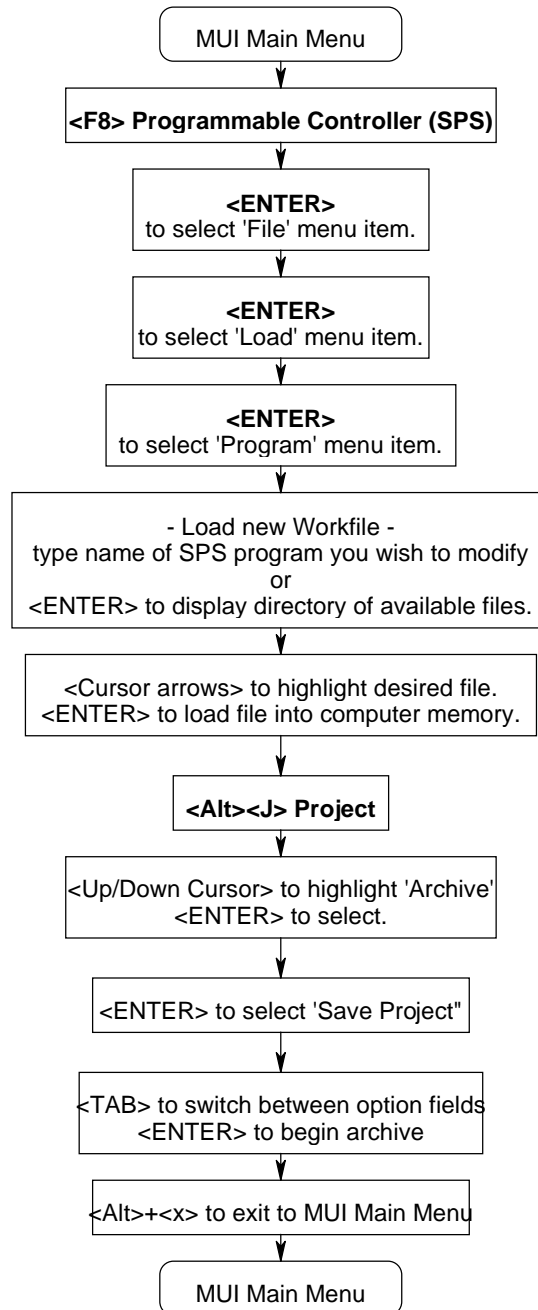 MUI Main Menu
<F8> Programmable Controller (SPS)
<ENTER>
to select 'File' menu item.
<ENTER>
to select 'Load' menu item.
<ENTER>
to select 'Program' menu item.
- Load new Workfile -
type name of SPS program you wish to modify
or
<ENTER> to display directory of available files.
<Cursor arrows> to highlight desired file.
<ENTER> to load file into computer memory.
<Alt><J> Project
<Up/Down Cursor> to highlight 'Archive'
<ENTER> to select.
<ENTER> to select 'Save Project"
<TAB> to switch between option fields
<ENTER> to begin archive
<Alt>+<x> to exit to MUI Main Menu
MUI Main Menu